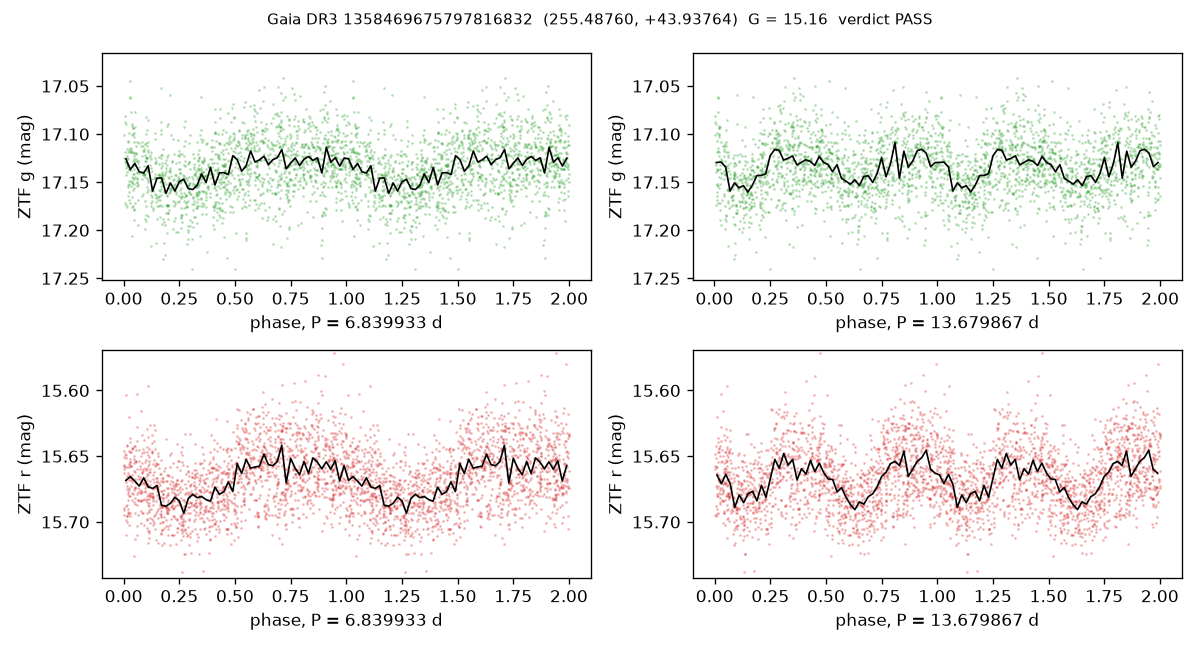 Gaia DR3 1358469675797816832  (255.48760, +43.93764)  G = 15.16  verdict PASS
ZTF g (mag)
17.05
17.10
17.15
17.20
17.25
0.00 0.25 0.50 0.75 1.00 1.25 1.50 1.75 2.00
phase, P = 6.839933 d
ZTF g (mag)
17.05
17.10
17.15
17.20
17.25
0.00 0.25 0.50 0.75 1.00 1.25 1.50 1.75 2.00
phase, P = 13.679867 d
ZTF r (mag)
15.60
15.65
15.70
0.00 0.25 0.50 0.75 1.00 1.25 1.50 1.75 2.00
phase, P = 6.839933 d
ZTF r (mag)
15.60
15.65
15.70
0.00 0.25 0.50 0.75 1.00 1.25 1.50 1.75 2.00
phase, P = 13.679867 d